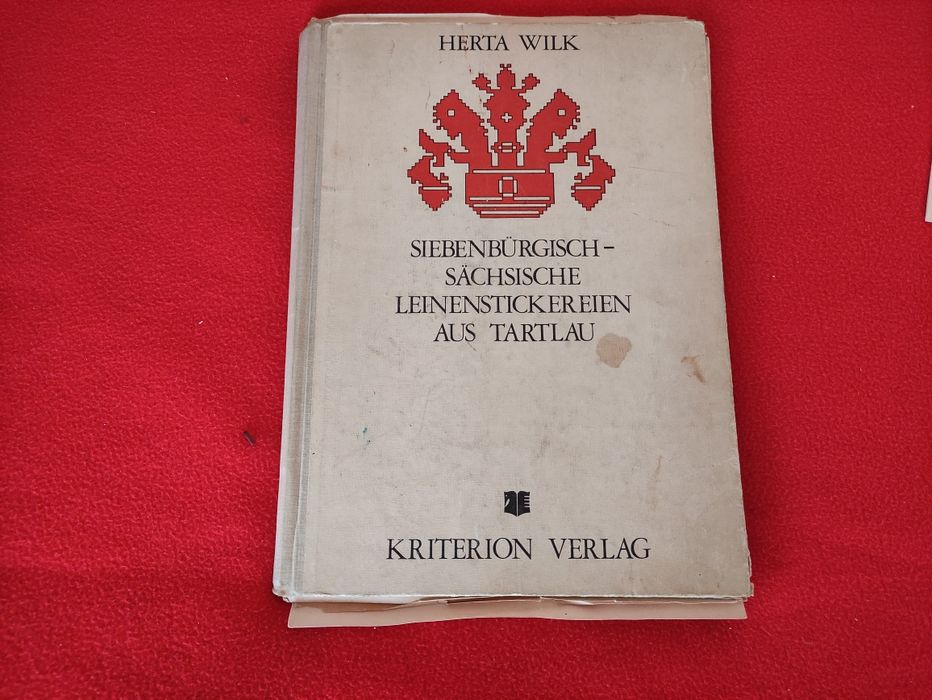 HERTA WILK
SIEBENBÜRGISCH-
SÄCHSISCHE
LEINENSTICKEREIEN
AUS TARTLAU
KRITERION VERLAG